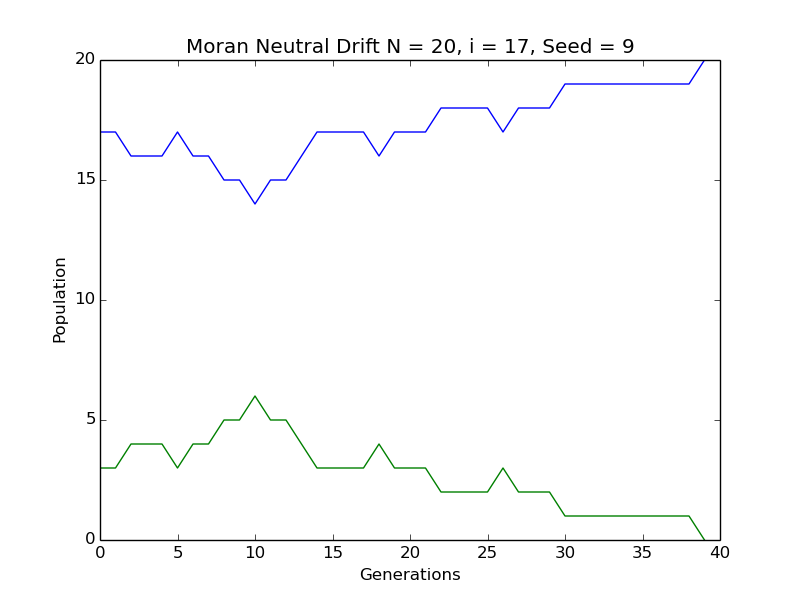 Moran Neutral Drift N = 20, i = 17, Seed = 9
20
15
10
5
0
Population
0 5 10 15 20 25 30 35 40
Generations